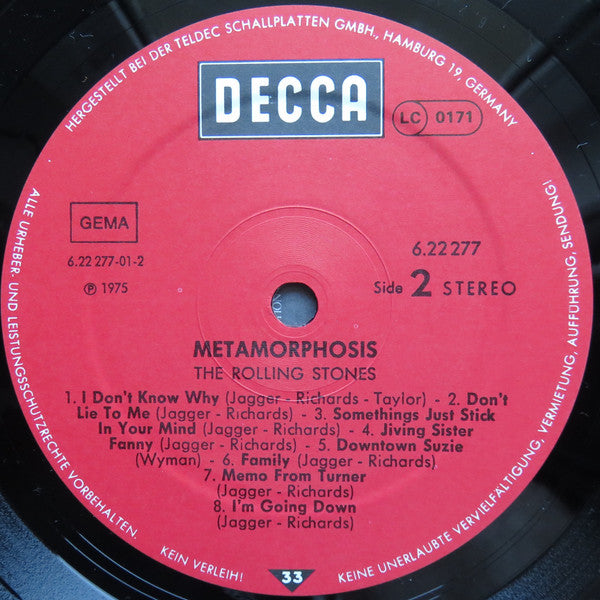 HERGESTELLT BEI DER TELDEC SCHALLPLATTEN GMBH., HAMBURG 19, GERMANY
DECCA
LC 0171
GEMA
6.22 277-01-2
℗ 1975
6.22 277
Side 2 STEREO
METAMORPHOSIS
THE ROLLING STONES
1. I Don't Know Why (Jagger - Richards - Taylor) - 2. Don't
Lie To Me (Jagger - Richards) - 3. Somethings Just Stick
In Your Mind (Jagger - Richards) - 4. Jiving Sister
Fanny (Jagger - Richards) - 5. Downtown Suzie
(Wyman) - 6. Family (Jagger - Richards)
7. Memo From Turner
(Jagger - Richards)
8. I'm Going Down
(Jagger - Richards)
33
ALLE URHEBER- UND LEISTUNGSSCHUTZRECHTE VORBEHALTEN.
KEIN VERLEIH!
KEINE UNERLAUBTE VERVIELFÄLTIGUNG, VERMIETUNG, AUFFÜHRUNG, SENDUNG!